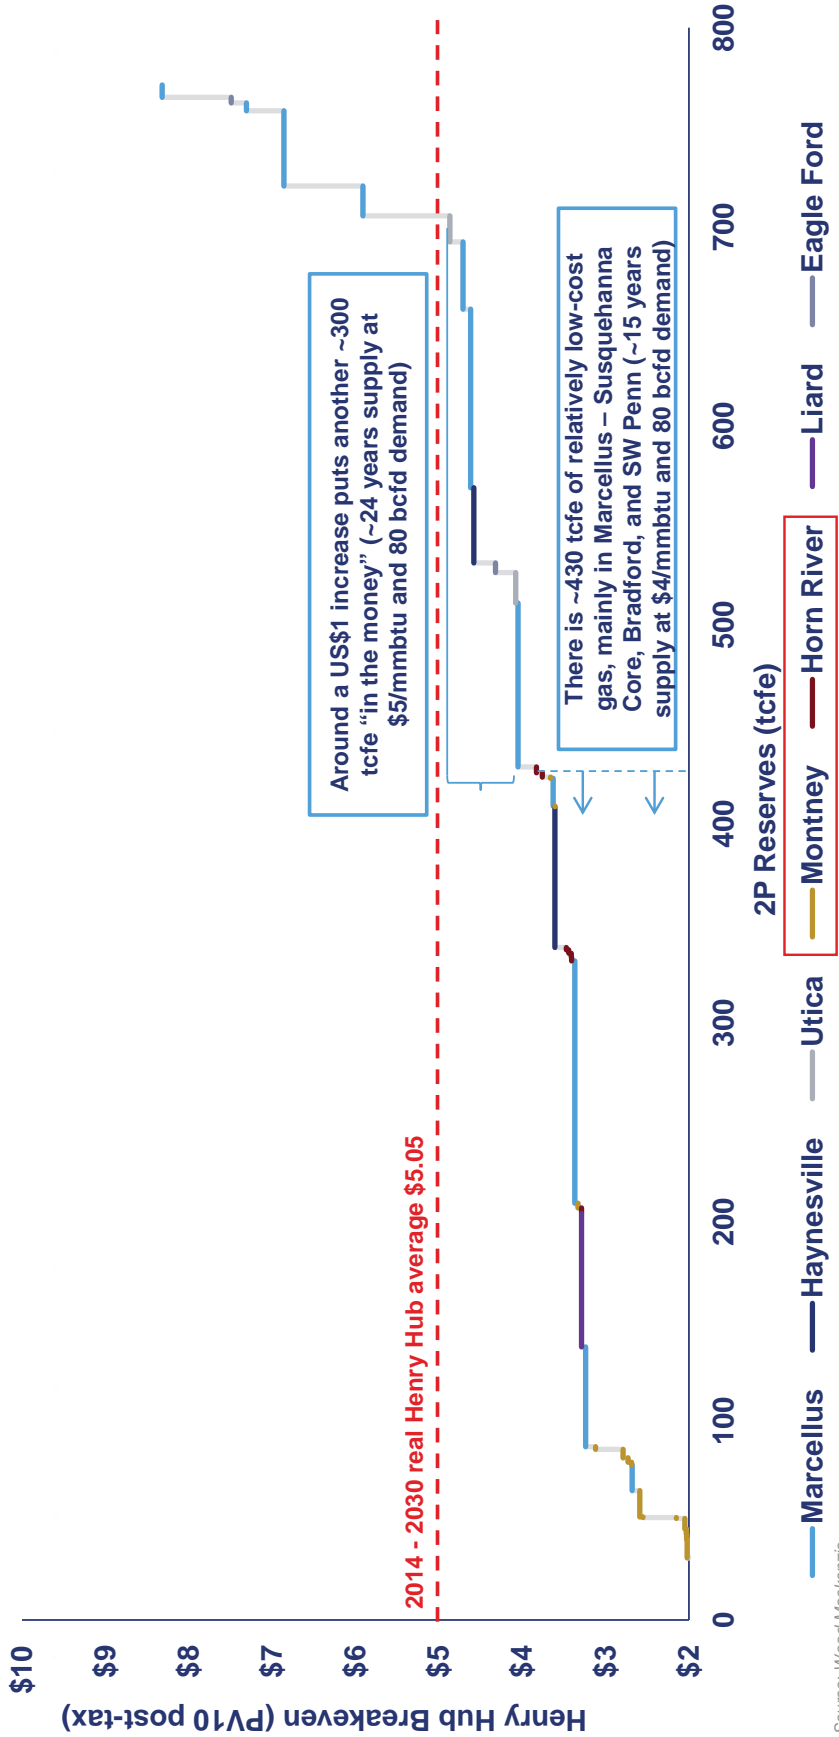 Henry Hub Breakeven (PV10 post-tax)
$10
$9
$8
$7
$6
$5
$4
$3
$2
2014 - 2030 real Henry Hub average $5.05
Around a US$1 increase puts another ~300
tcfe “in the money” (~24 years supply at
$5/mmbtu and 80 bcfd demand)
There is ~430 tcfe of relatively low-cost
gas, mainly in Marcellus – Susquehanna
Core, Bradford, and SW Penn (~15 years
supply at $4/mmbtu and 80 bcfd demand)
0
100
200
300
400
500
600
700
800
2P Reserves (tcfe)
Marcellus
Haynesville
Utica
Montney
Horn River
Liard
Eagle Ford
Source: Wood Mackenzie